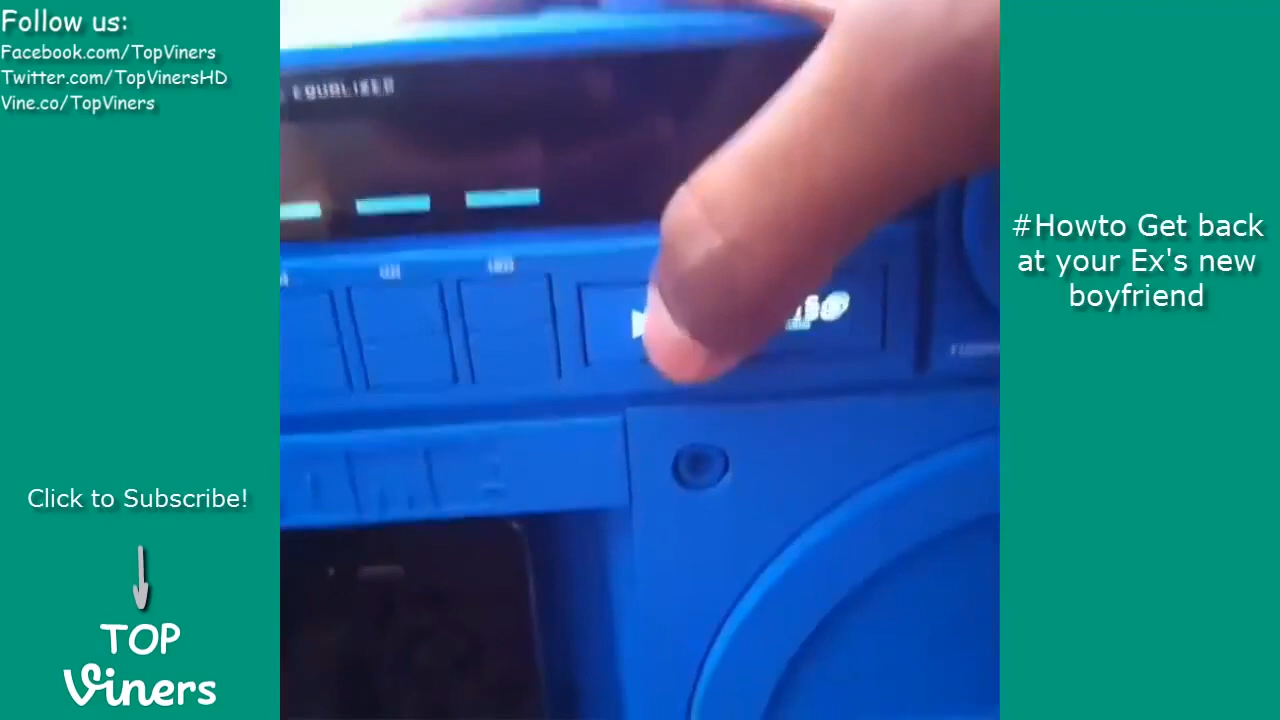 Follow us:
Facebook.com/TopViners
Twitter.com/TopVinersHD
Vine.co/TopViners
EQUALIZER
#Howto Get back
at your Ex's new
boyfriend
Click to Subscribe!
TOP
Viners